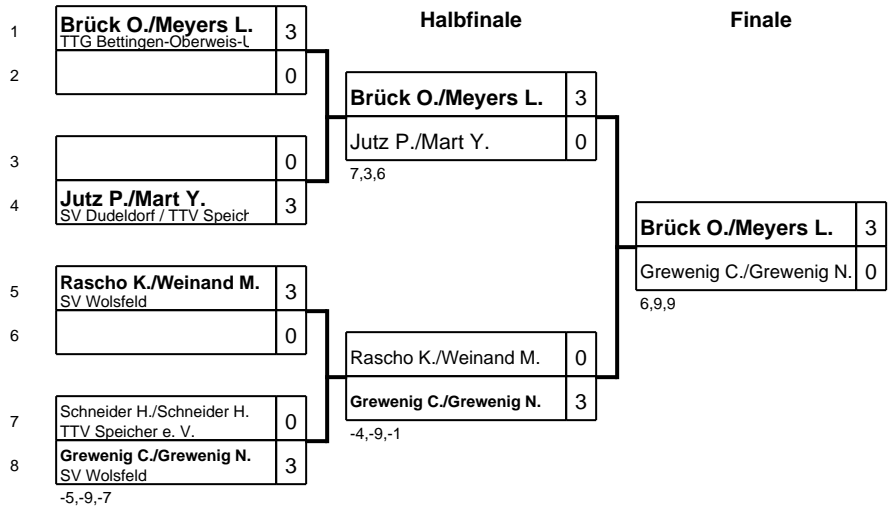 Halbfinale
Finale
1
Brück O./Meyers L.
3
TTG Bettingen-Oberweis-U
2
0
3
0
4
Jutz P./Mart Y.
3
SV Dudeldorf / TTV Speich
5
Rascho K./Weinand M.
3
SV Wolsfeld
6
0
7
Schneider H./Schneider H.
0
TTV Speicher e. V.
8
Grewenig C./Grewenig N.
3
SV Wolsfeld
-5,-9,-7
Brück O./Meyers L.
3
Jutz P./Mart Y.
0
7,3,6
Rascho K./Weinand M.
0
Grewenig C./Grewenig N.
3
-4,-9,-1
Brück O./Meyers L.
3
Grewenig C./Grewenig N.
0
6,9,9